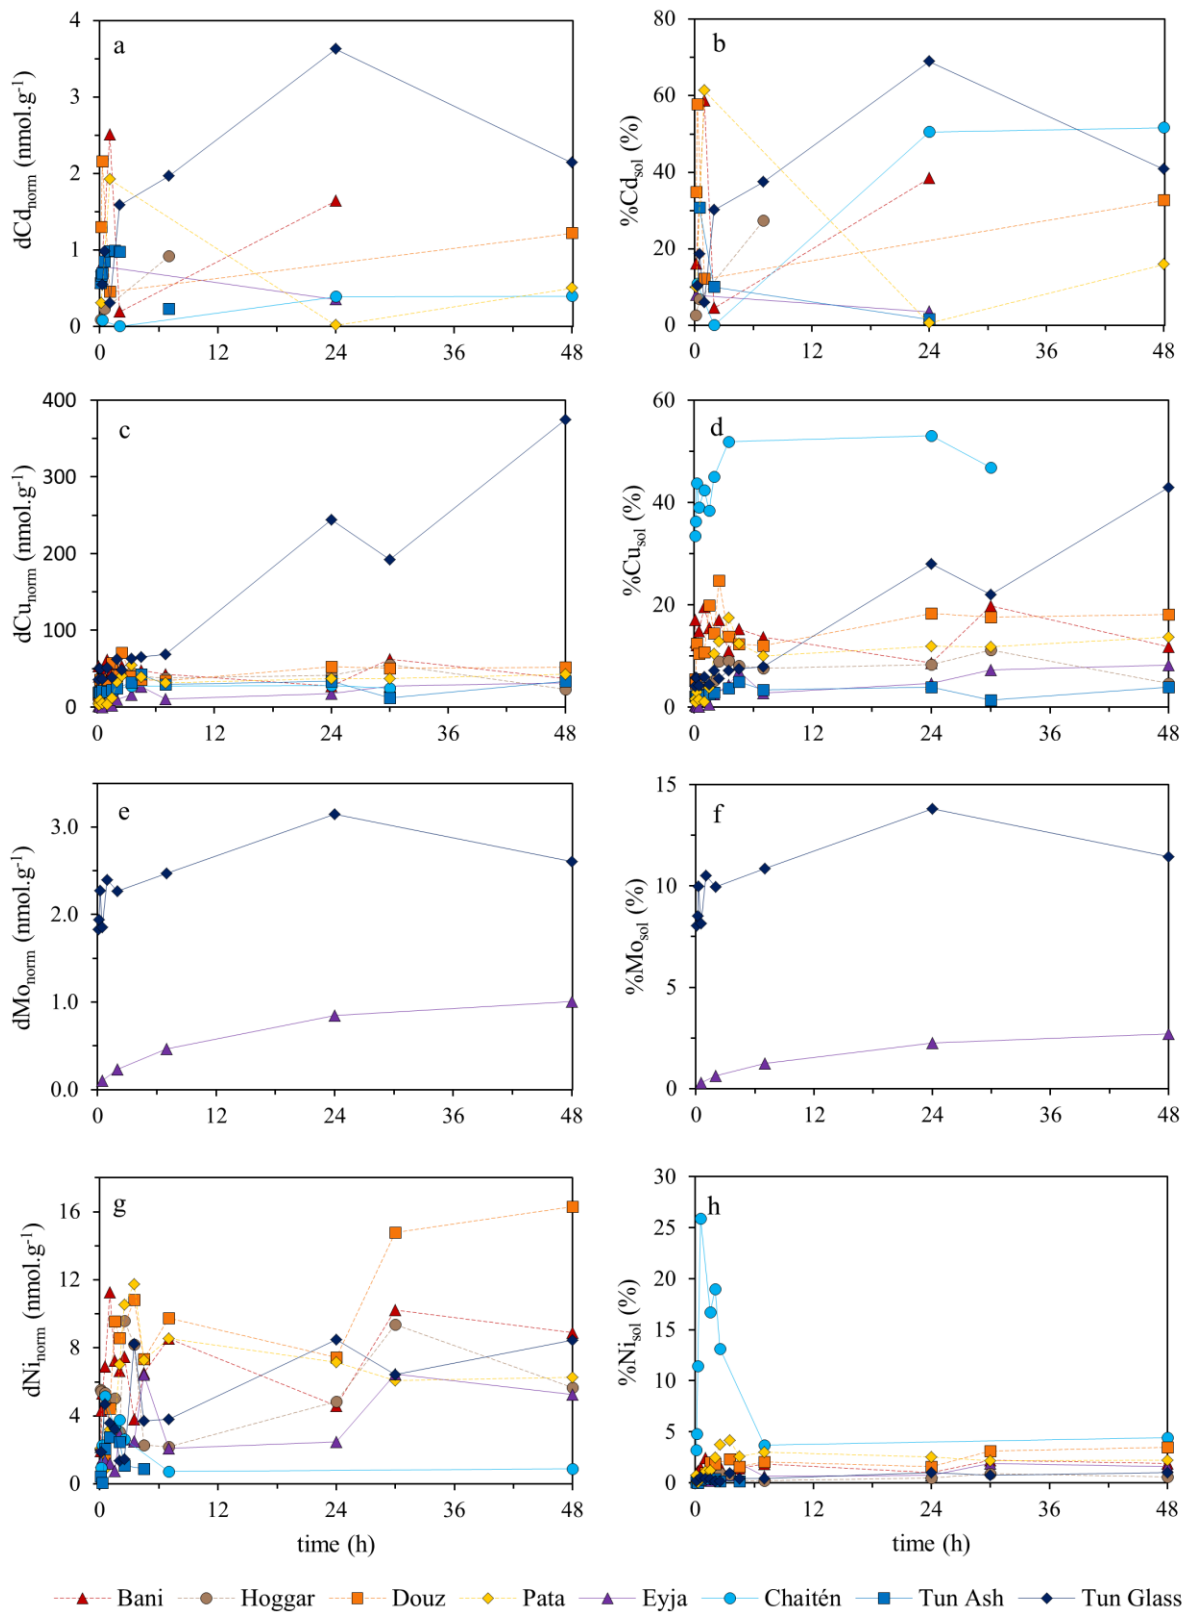 a
b
dCd_norm (nmol.g⁻¹)
4
3
2
1
0
0 12 24 36 48
%Cd_sol (%)
80
60
40
20
0
0 12 24 36 48
c
d
dCu_norm (nmol.g⁻¹)
400
300
200
100
0
0 12 24 36 48
%Cu_sol (%)
60
40
20
0
0 12 24 36 48
e
f
dMo_norm (nmol.g⁻¹)
3.0
2.0
1.0
0.0
0 12 24 36 48
%Mo_sol (%)
15
10
5
0
0 12 24 36 48
g
h
dNi_norm (nmol.g⁻¹)
16
12
8
4
0
0 12 24 36 48
time (h)
%Ni_sol (%)
30
25
20
15
10
5
0
0 12 24 36 48
time (h)
Bani Hoggar Douz Pata Eyja Chaitén Tun Ash Tun Glass